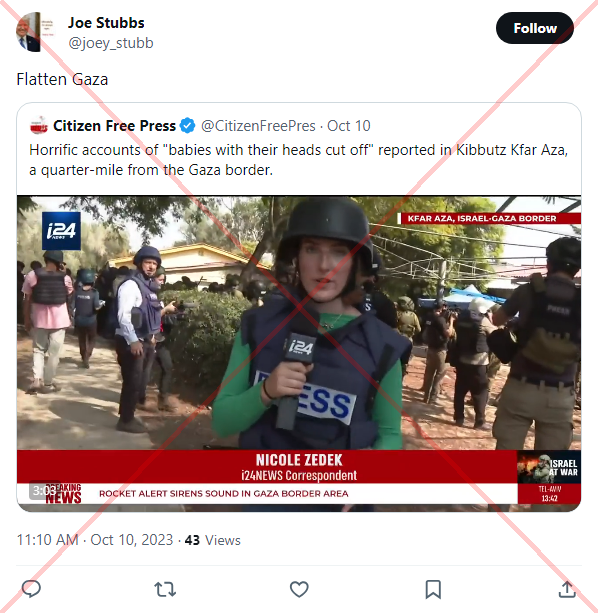 Joe Stubbs
@joey_stubb
Follow
Flatten Gaza
Citizen Free Press @CitizenFreePres · Oct 10
Horrific accounts of "babies with their heads cut off" reported in Kibbutz Kfar Aza,
a quarter-mile from the Gaza border.
i24
NEWS
KFAR AZA, ISRAEL-GAZA BORDER
PRESS
i24
PRESS
NICOLE ZEDEK
i24NEWS Correspondent
ISRAEL
AT WAR
3:03
BREAKING
NEWS
ROCKET ALERT SIRENS SOUND IN GAZA BORDER AREA
TEL-AVIV
13:42
11:10 AM · Oct 10, 2023 · 43 Views